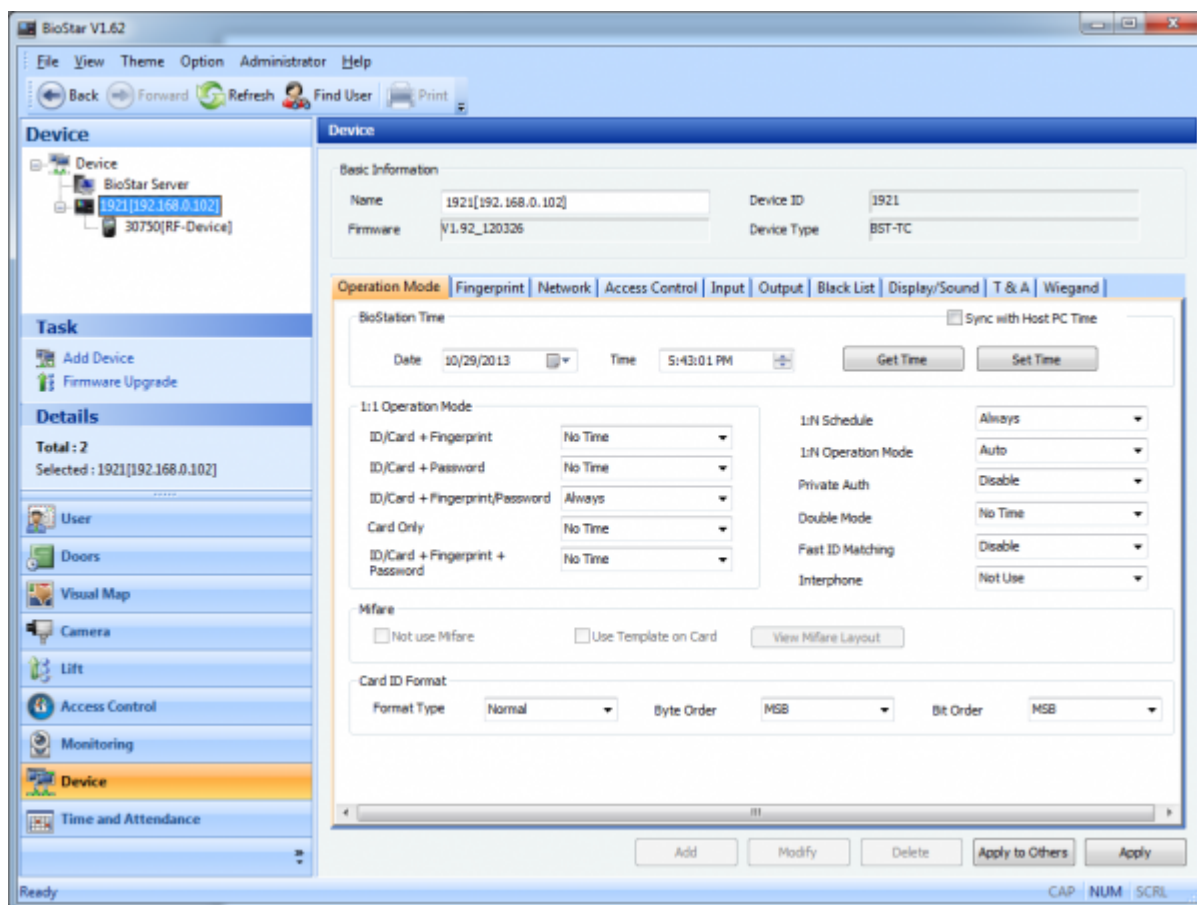 BioStar V1.62
File View Theme Option Administrator Help
Back Forward Refresh Find User Print
Device
Device
BioStar Server
1921[192.168.0.102]
30750[RF-Device]
Task
Add Device
Firmware Upgrade
Details
Total : 2
Selected : 1921[192.168.0.102]
User
Doors
Visual Map
Camera
Lift
Access Control
Monitoring
Device
Time and Attendance
Device
Basic Information
Name 1921[192.168.0.102] Device ID 1921
Firmware V1.92_120326 Device Type BST-TC
Operation Mode Fingerprint Network Access Control Input Output Black List Display/Sound T & A Wiegand
BioStation Time Sync with Host PC Time
Date 10/29/2013 Time 5:43:01 PM Get Time Set Time
1:1 Operation Mode
ID/Card + Fingerprint No Time
ID/Card + Password No Time
ID/Card + Fingerprint/Password Always
Card Only No Time
ID/Card + Fingerprint + No Time
Password
1:N Schedule Always
1:N Operation Mode Auto
Private Auth Disable
Double Mode No Time
Fast ID Matching Disable
Interphone Not Use
Mifare
Not use Mifare Use Template on Card View Mifare Layout
Card ID Format
Format Type Normal Byte Order MSB Bit Order MSB
Add Modify Delete Apply to Others Apply
Ready CAP NUM SCRL